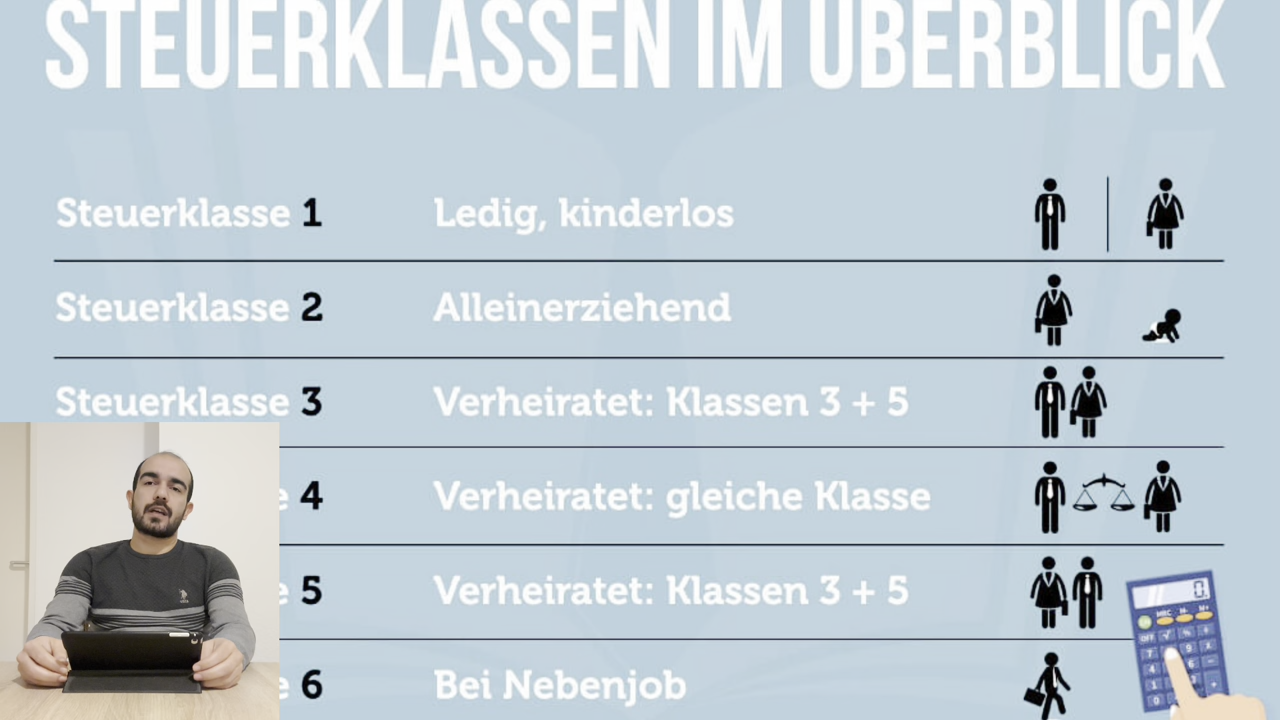 STEUERKLASSEN IM ÜBERBLICK
Steuerklasse 1 Ledig, kinderlos
Steuerklasse 2 Alleinerziehend
Steuerklasse 3 Verheiratet: Klassen 3 + 5
e 4 Verheiratet: gleiche Klasse
e 5 Verheiratet: Klassen 3 + 5
e 6 Bei Nebenjob